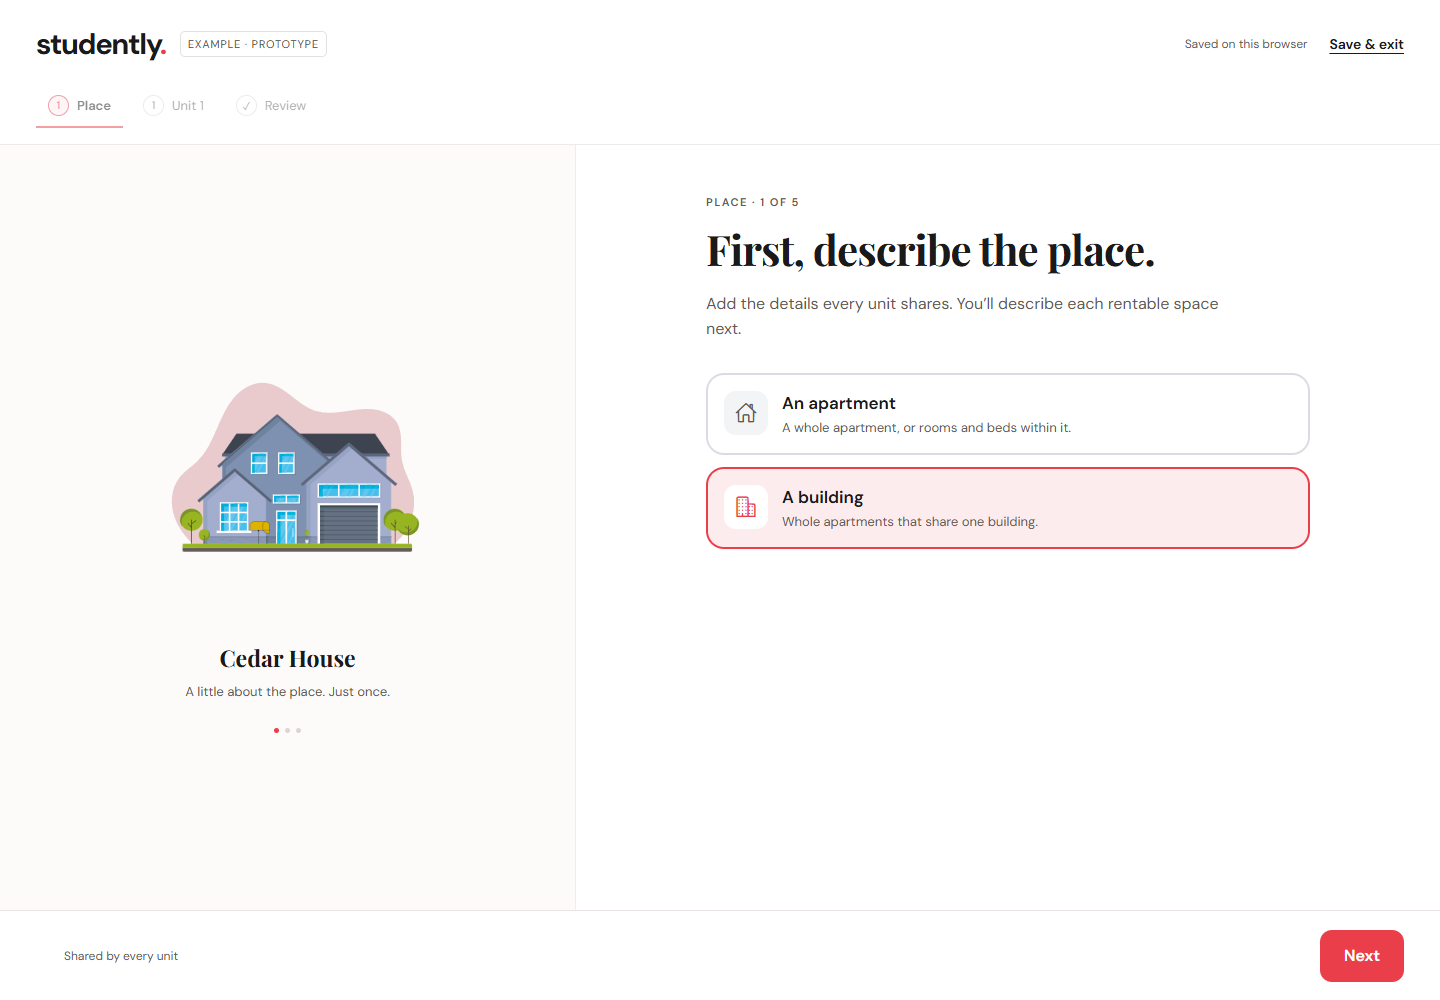 studently.
EXAMPLE · PROTOTYPE
Saved on this browser
Save & exit
1 Place
1 Unit 1
✓ Review
PLACE · 1 OF 5
First, describe the place.
Add the details every unit shares. You’ll describe each rentable space
next.
An apartment
A whole apartment, or rooms and beds within it.
A building
Whole apartments that share one building.
Cedar House
A little about the place. Just once.
Shared by every unit
Next